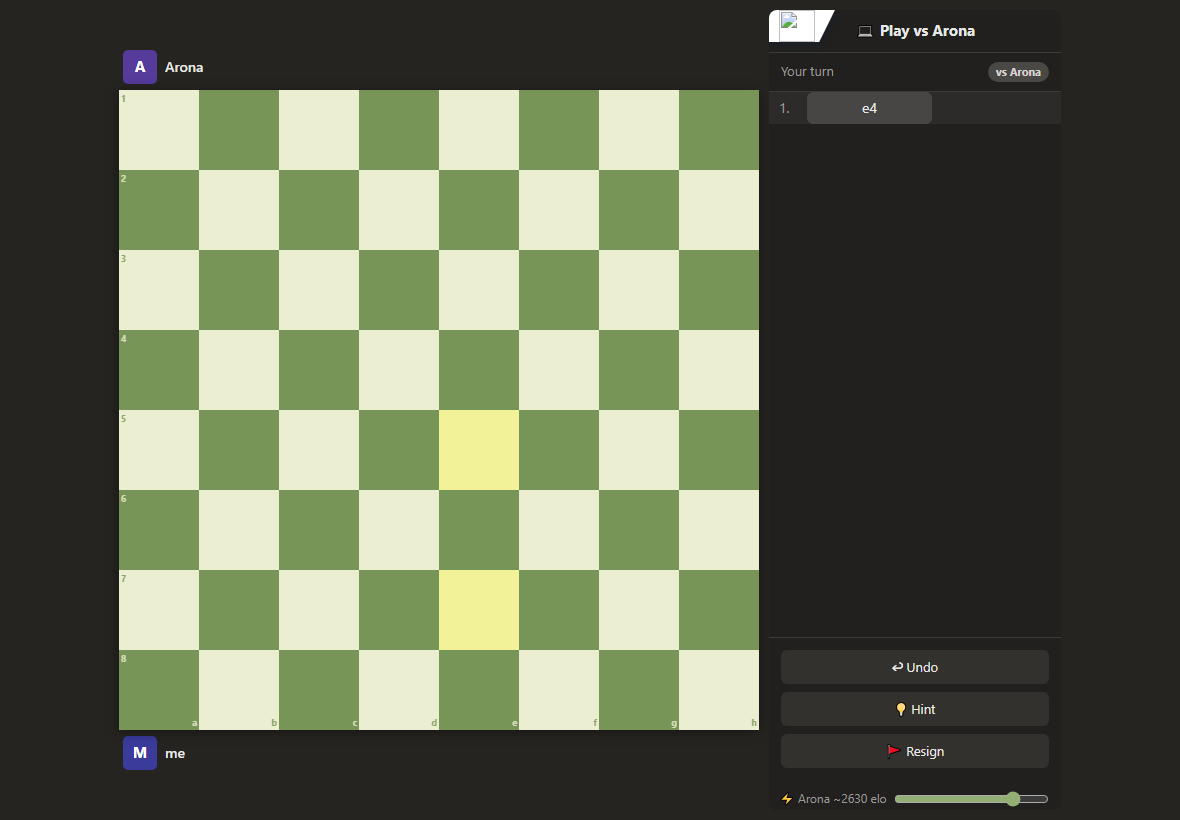 A Arona
1
2
3
4
5
6
7
8
a b c d e f g h
M me
Play vs Arona
Your turn vs Arona
1. e4
Undo
Hint
Resign
Arona ~2630 elo